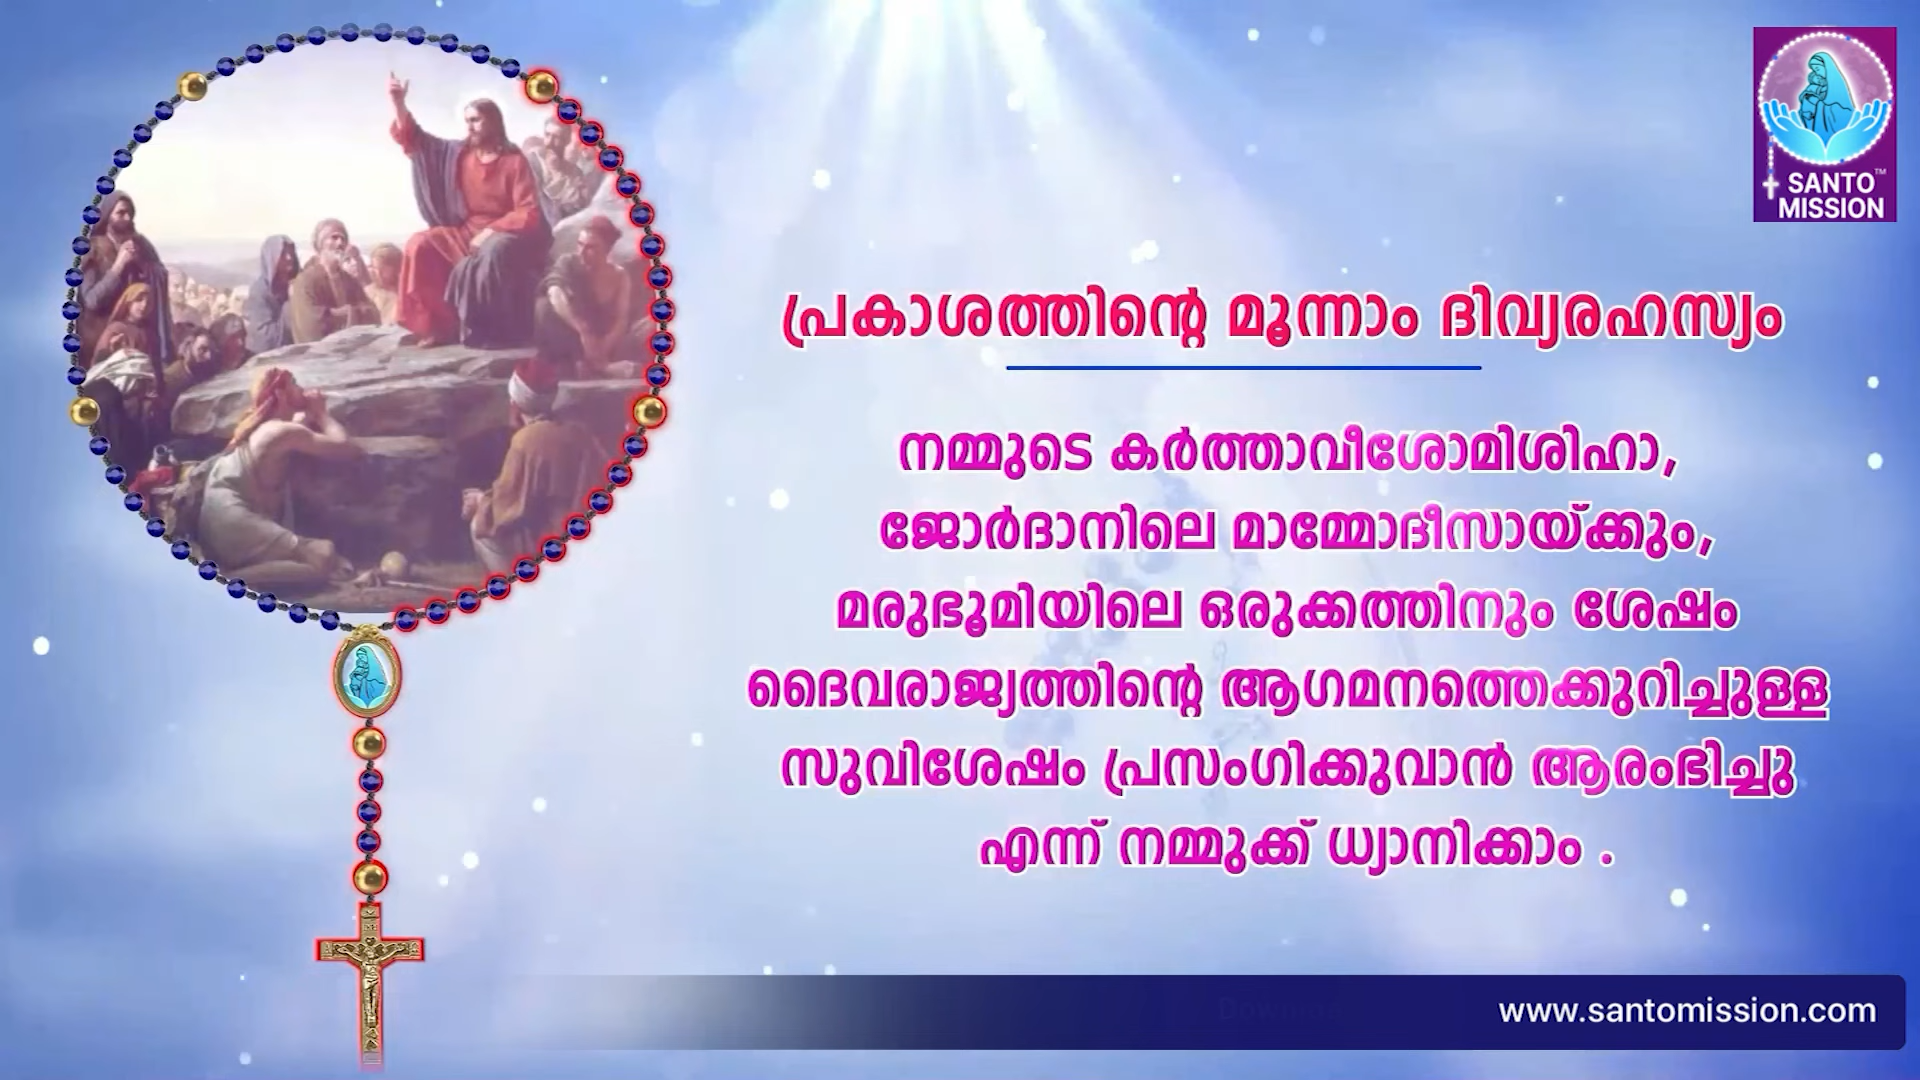 SANTO™
MISSION
പ്രകാശത്തിന്റെ മൂന്നാം ദിവ്യരഹസ്യം
നമ്മുടെ കർത്താവീശോമിശിഹാ,
ജോർദാനിലെ മാമ്മോദീസായ്ക്കും,
മരുഭൂമിയിലെ ഒരുക്കത്തിനും ശേഷം
ദൈവരാജ്യത്തിന്റെ ആഗമനത്തെക്കുറിച്ചുള്ള
സുവിശേഷം പ്രസംഗിക്കുവാൻ ആരംഭിച്ചു
എന്ന് നമ്മുക്ക് ധ്യാനിക്കാം .
www.santomission.com